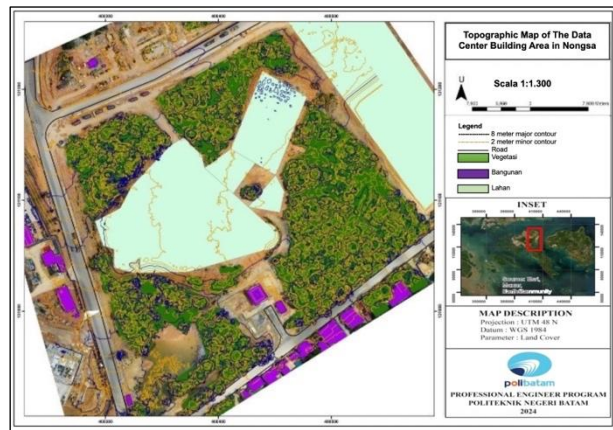 Topographic Map of The Data
Center Building Area in Nongsa
Scala 1:1.300
U
Legend
8 meter major contour
2 meter minor contour
Road
Vegetasi
Bangunan
Lahan
INSET
MAP DESCRIPTION
Projection : UTM 48 N
Datum : WGS 1984
Parameter : Land Cover
polibatam
PROFESSIONAL ENGINEER PROGRAM
POLITEKNIK NEGERI BATAM
2024